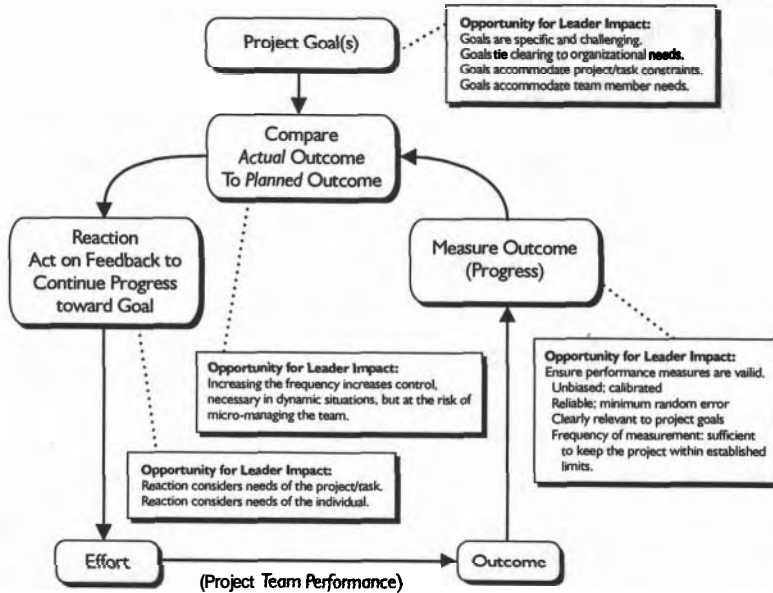 Project Goal(s)
Opportunity for Leader Impact:
Goals are specific and challenging.
Goals tie clearing to organizational needs.
Goals accommodate project/task constraints.
Goals accommodate team member needs.
Compare
Actual Outcome
To Planned Outcome
Reaction
Act on Feedback to
Continue Progress
toward Goal
Measure Outcome
(Progress)
Opportunity for Leader Impact:
Increasing the frequency increases control,
necessary in dynamic situations, but at the risk of
micro-managing the team.
Opportunity for Leader Impact:
Ensure performance measures are vailid.
Unbiased; calibrated
Reliable; minimum random error
Clearly relevant to project goals
Frequency of measurement: sufficient
to keep the project within established
limits.
Opportunity for Leader Impact:
Reaction considers needs of the project/task.
Reaction considers needs of the individual.
Effort
(Project Team Performance)
Outcome